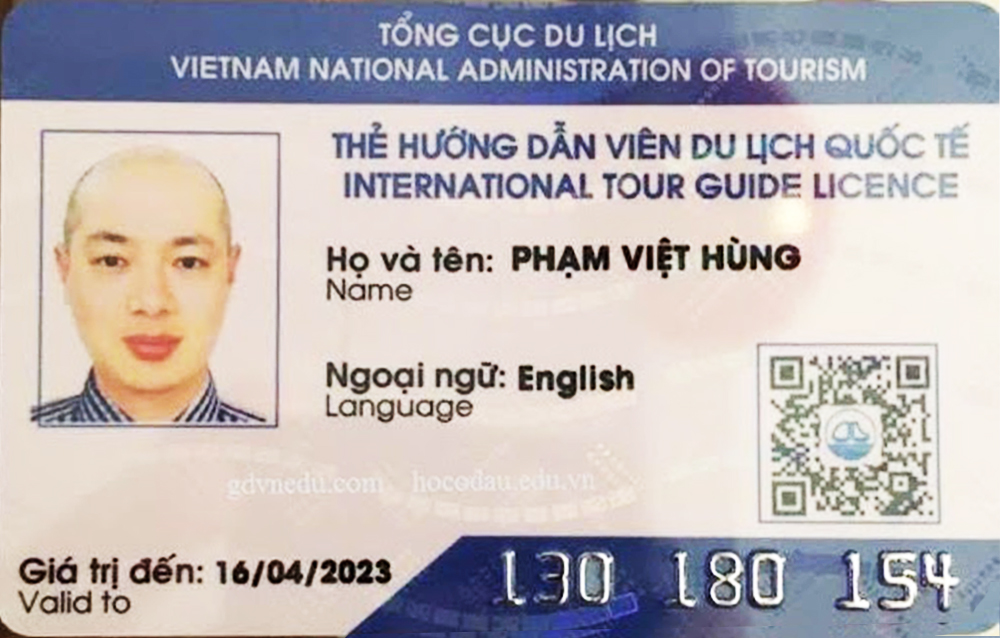 TỔNG CỤC DU LỊCH
VIETNAM NATIONAL ADMINISTRATION OF TOURISM
THẺ HƯỚNG DẪN VIÊN DU LỊCH QUỐC TẾ
INTERNATIONAL TOUR GUIDE LICENCE
Họ và tên: PHẠM VIỆT HÙNG
Name
Ngoại ngữ: English
Language
gdvnedu.com hocodau.edu.vn
Giá trị đến: 16/04/2023
Valid to
130 180 154